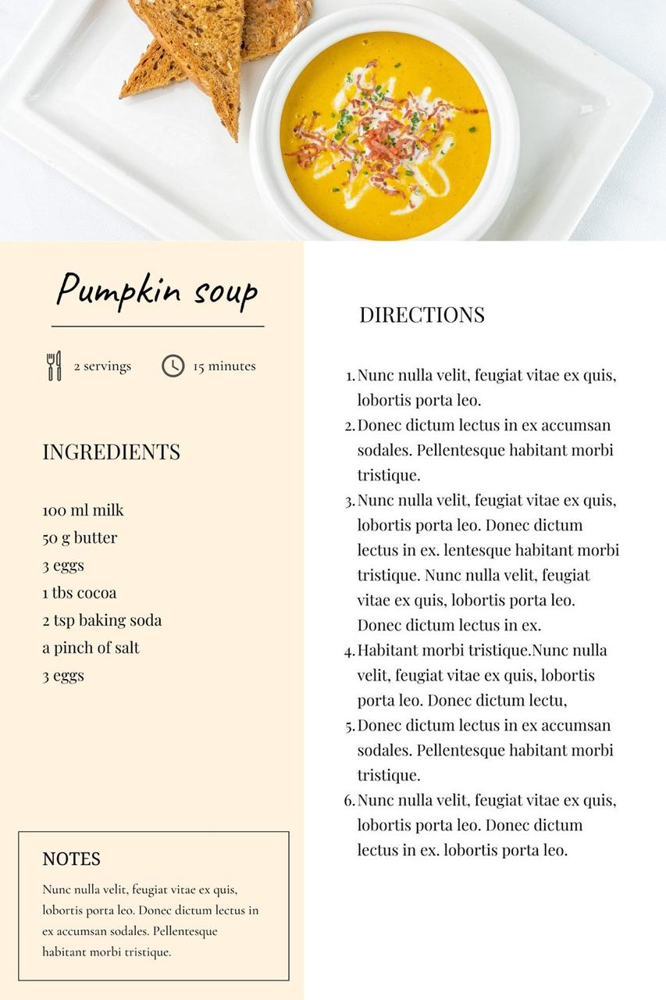 Pumpkin soup
2 servings
15 minutes
INGREDIENTS
100 ml milk
50 g butter
3 eggs
1 tbs cocoa
2 tsp baking soda
a pinch of salt
3 eggs
NOTES
Nunc nulla velit, feugiat vitae ex quis,
lobortis porta leo. Donec dictum lectus in
ex accumsan sodales. Pellentesque
habitant morbi tristique.
DIRECTIONS
1. Nunc nulla velit, feugiat vitae ex quis,
lobortis porta leo.
2. Donec dictum lectus in ex accumsan
sodales. Pellentesque habitant morbi
tristique.
3. Nunc nulla velit, feugiat vitae ex quis,
lobortis porta leo. Donec dictum
lectus in ex. lentesque habitant morbi
tristique. Nunc nulla velit, feugiat
vitae ex quis, lobortis porta leo.
Donec dictum lectus in ex.
4. Habitant morbi tristique.Nunc nulla
velit, feugiat vitae ex quis, lobortis
porta leo. Donec dictum lectu,
5. Donec dictum lectus in ex accumsan
sodales. Pellentesque habitant morbi
tristique.
6. Nunc nulla velit, feugiat vitae ex quis,
lobortis porta leo. Donec dictum
lectus in ex. lobortis porta leo.